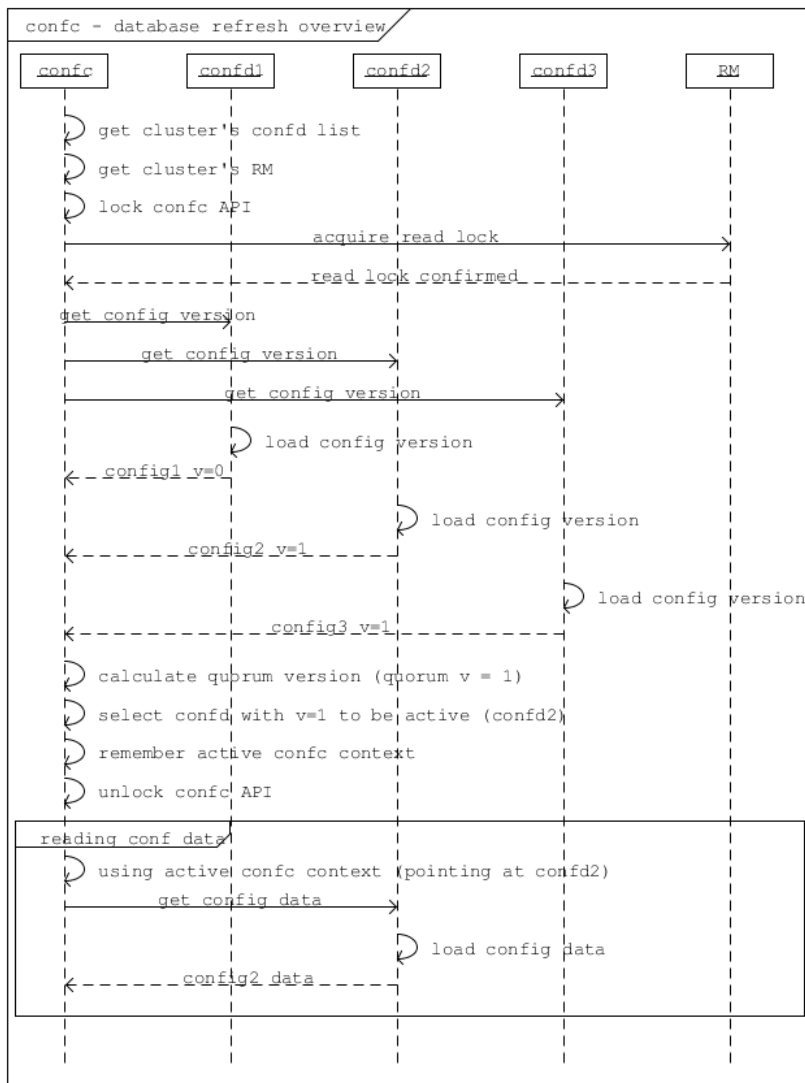 confc - database refresh overview
confc confd1 confd2 confd3 RM
get cluster's confd list
get cluster's RM
lock confc API
acquire read lock
read lock confirmed
get config version
get config version
get config version
load config version
config1 v=0
load config version
config2 v=1
load config version
config3 v=1
calculate quorum version (quorum v = 1)
select confd with v=1 to be active (confd2)
remember active confc context
unlock confc API
reading conf data
using active confc context (pointing at confd2)
get config data
load config data
config2 data